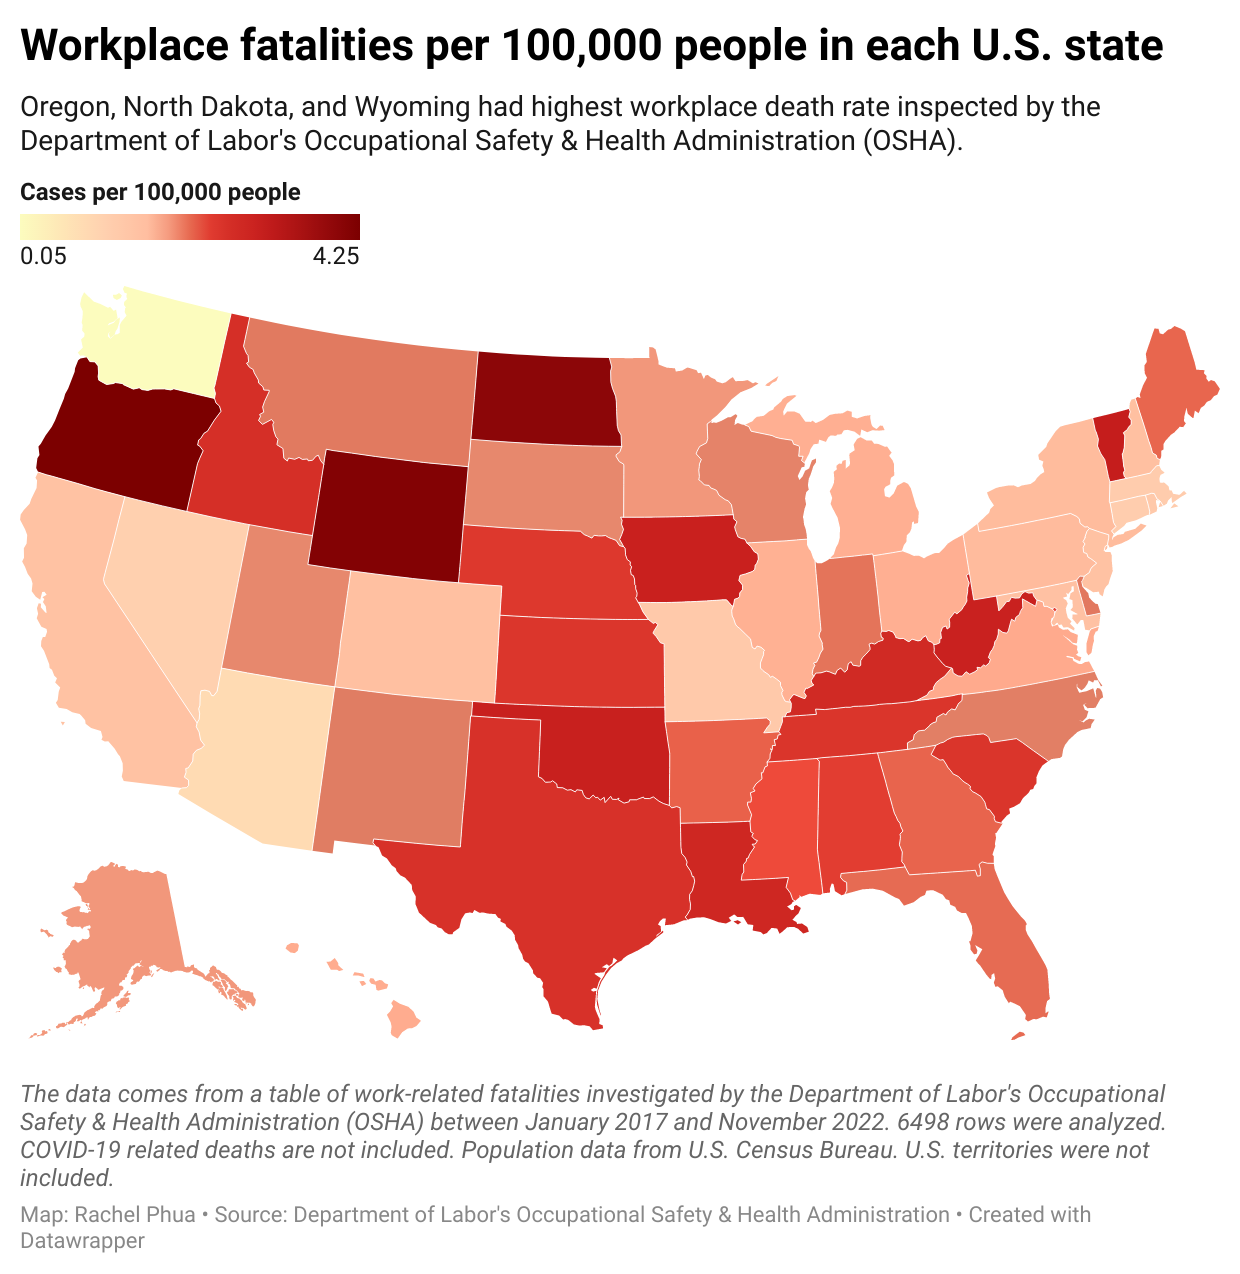 Workplace fatalities per 100,000 people in each U.S. state
Oregon, North Dakota, and Wyoming had highest workplace death rate inspected by the
Department of Labor's Occupational Safety & Health Administration (OSHA).
Cases per 100,000 people
0.05 4.25
The data comes from a table of work-related fatalities investigated by the Department of Labor's Occupational
Safety & Health Administration (OSHA) between January 2017 and November 2022. 6498 rows were analyzed.
COVID-19 related deaths are not included. Population data from U.S. Census Bureau. U.S. territories were not
included.
Map: Rachel Phua • Source: Department of Labor's Occupational Safety & Health Administration • Created with
Datawrapper